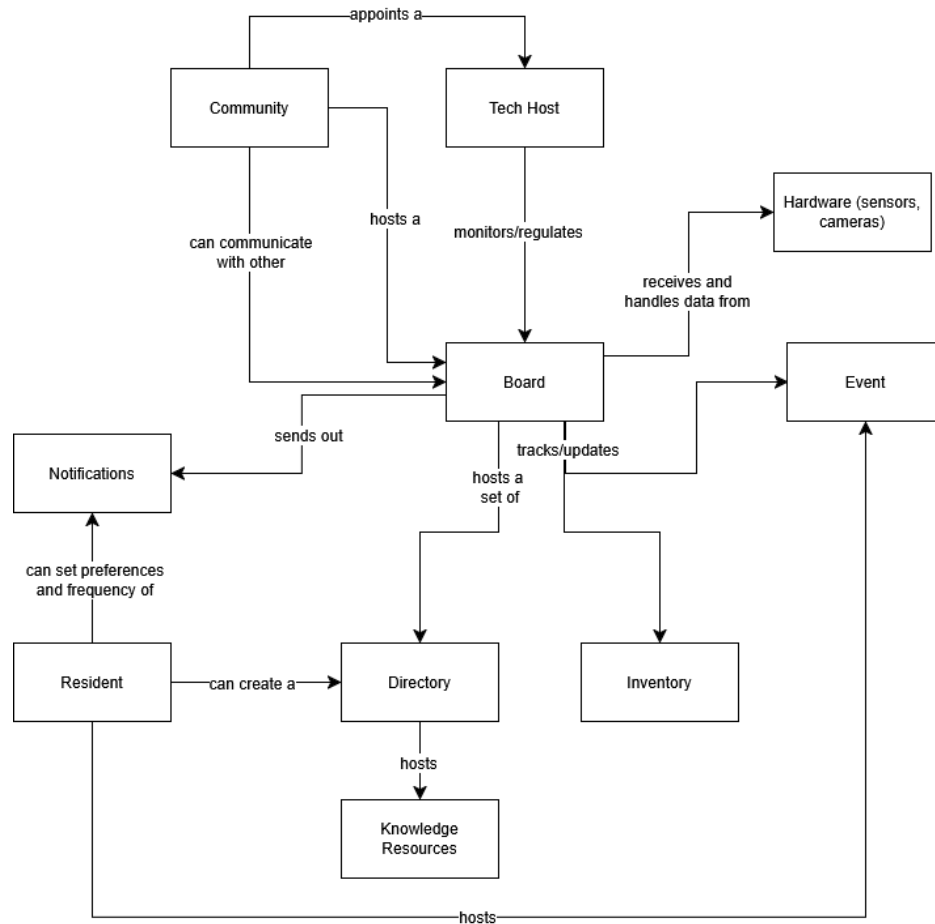 appoints a
Community
Tech Host
Hardware (sensors,
cameras)
hosts a
can communicate
with other
monitors/regulates
receives and
handles data from
Board
Event
sends out
tracks/updates
Notifications
hosts a
set of
can set preferences
and frequency of
Resident
can create a
Directory
Inventory
hosts
Knowledge
Resources
hosts